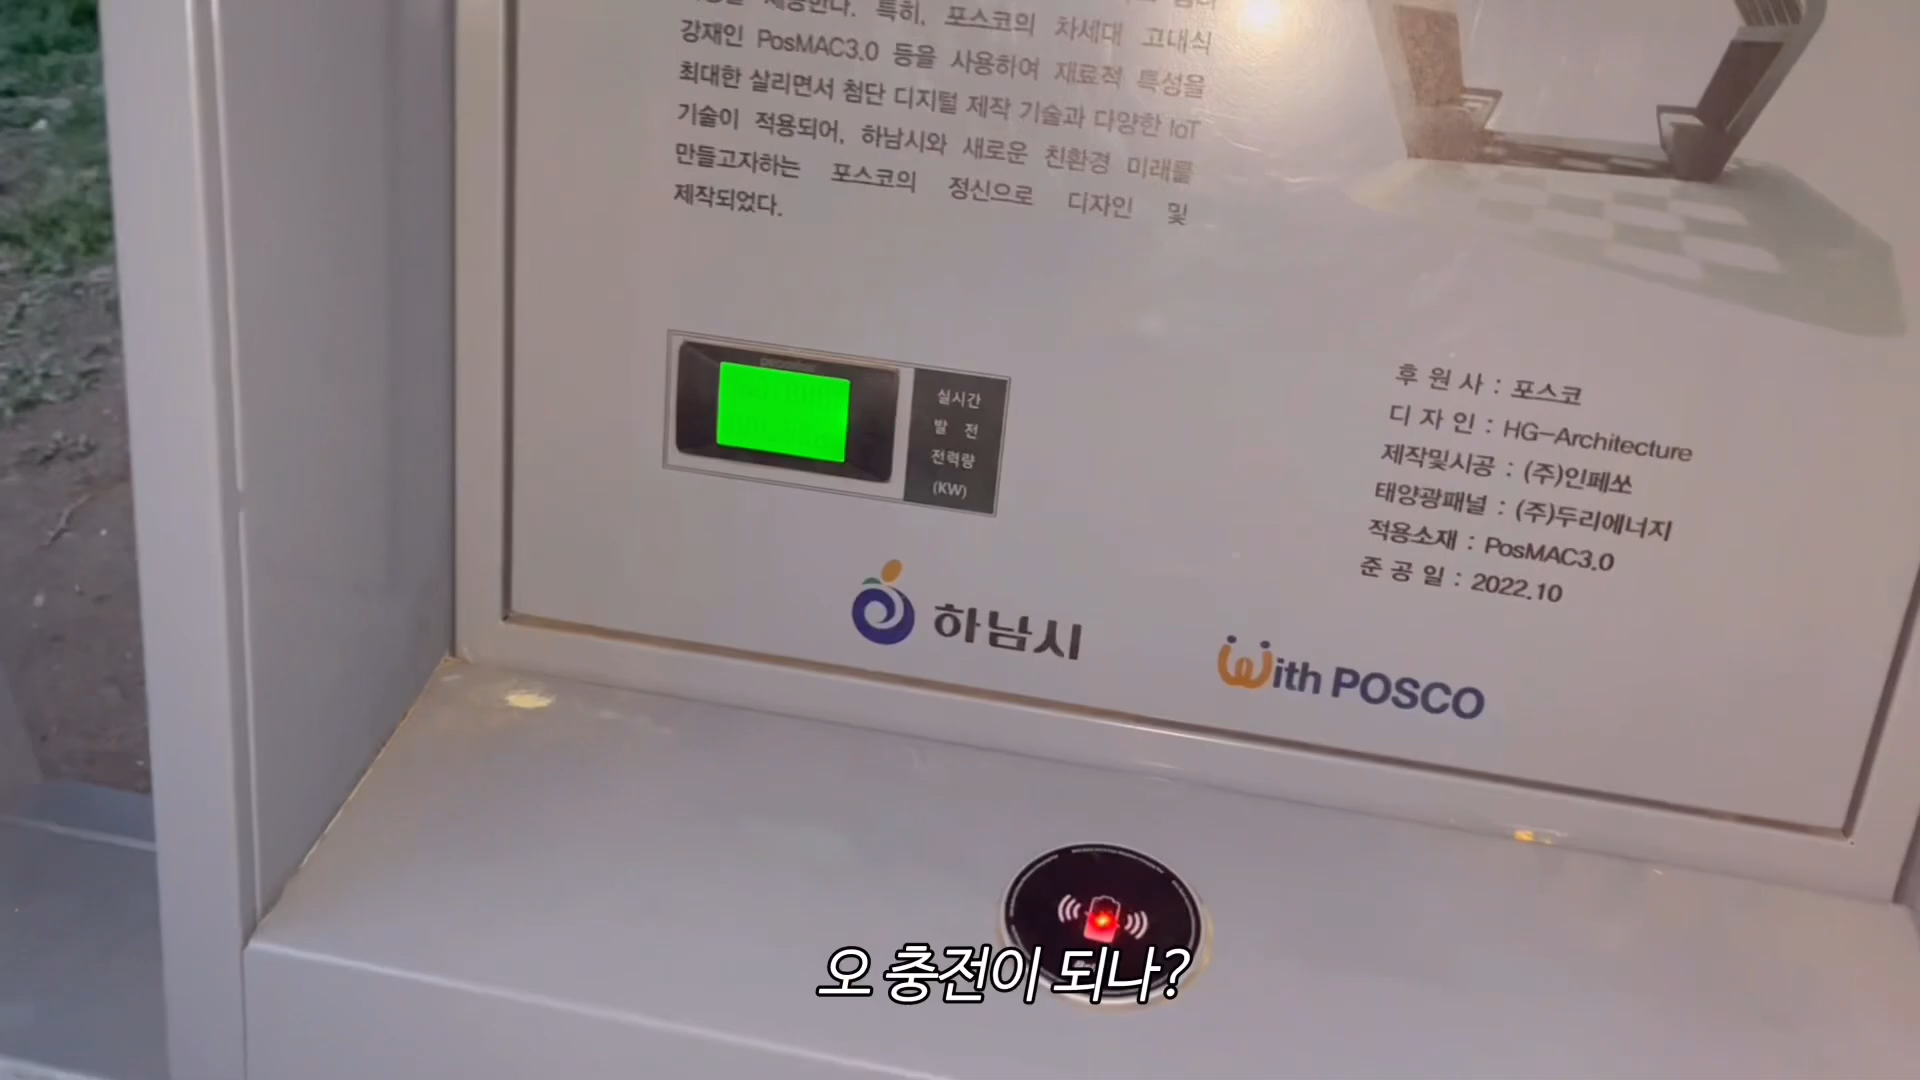 특히, 포스코의 차세대 고내식
강재인 PosMAC3.0 등을 사용하여 재료적 특성을
최대한 살리면서 첨단 디지털 제작 기술과 다양한 IoT
기술이 적용되어, 하남시와 새로운 친환경 미래를
만들고자하는 포스코의 정신으로 디자인 및
제작되었다.
실시간
발 전
전력량
(KW)
후 원 사 : 포스코
디 자 인 : HG-Architecture
제작및시공 : (주)인페쏘
태양광패널 : (주)두리에너지
적용소재 : PosMAC3.0
준 공 일 : 2022.10
하남시
With POSCO
오 충전이 되나?